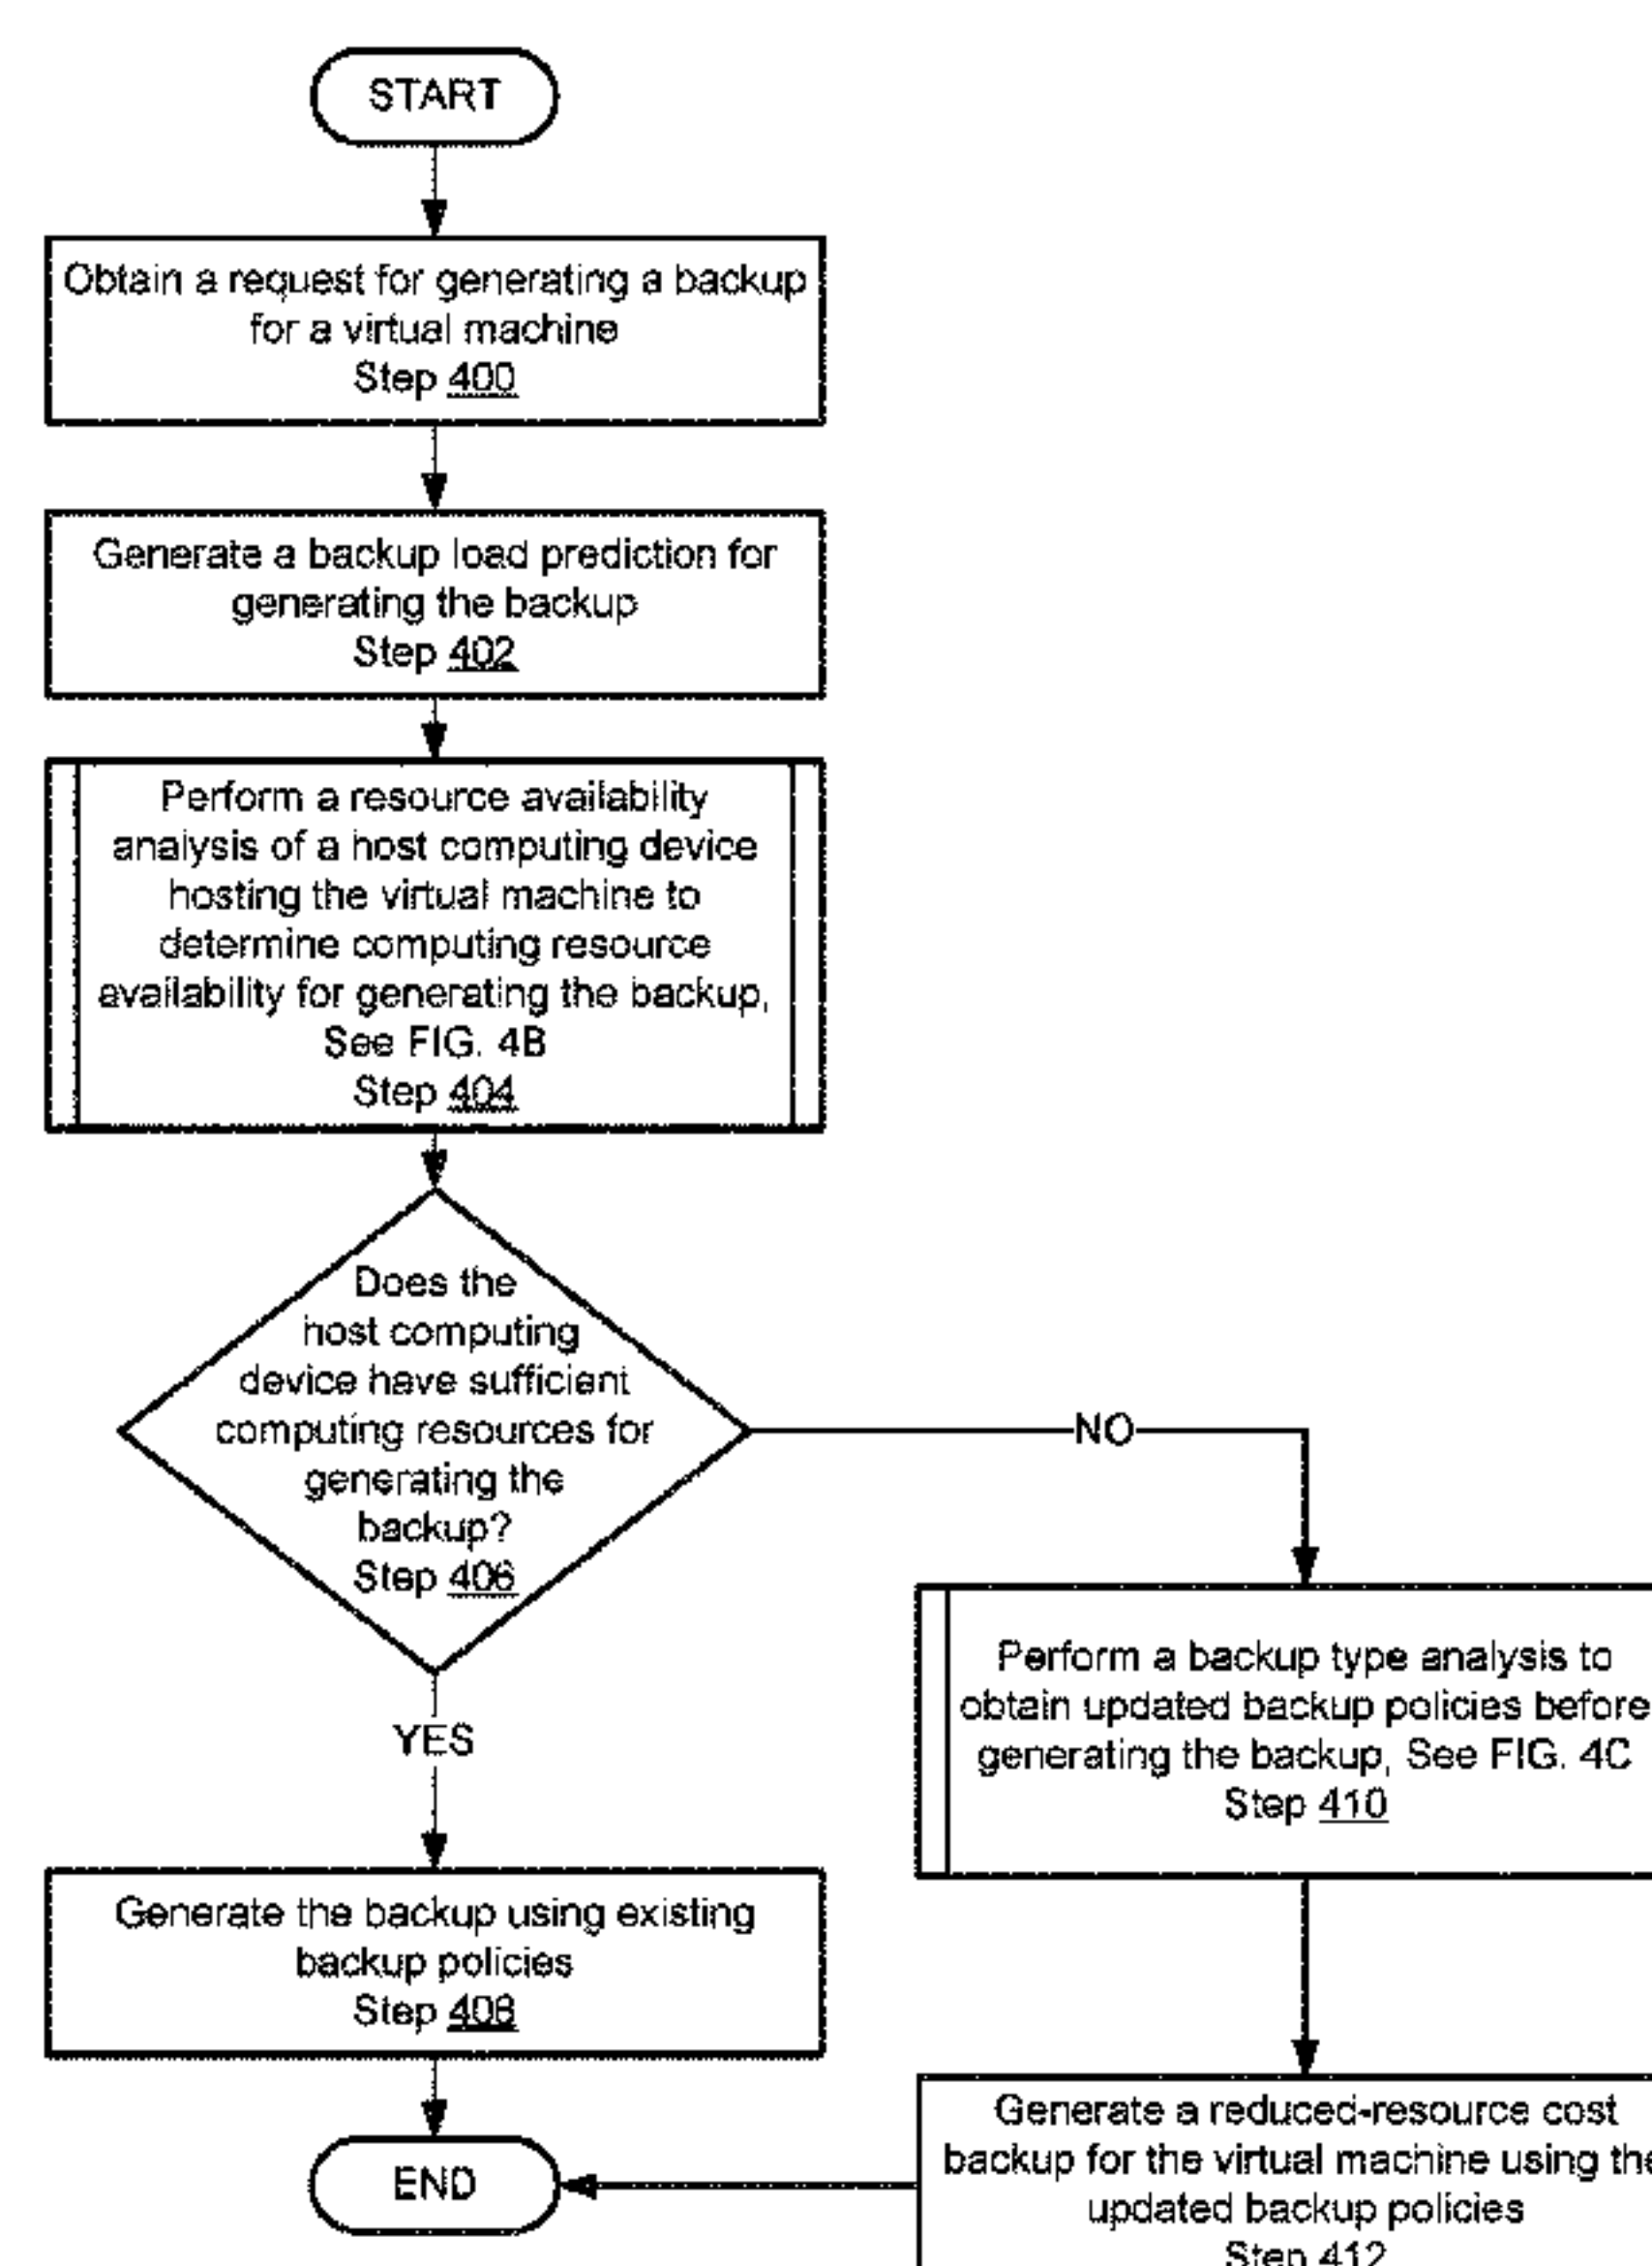 START
Obtain a request for generating a backup
for a virtual machine
Step 400
Generate a backup load prediction for
generating the backup
Step 402
Perform a resource availability
analysis of a host computing device
hosting the virtual machine to
determine computing resource
availability for generating the backup,
See FIG. 4B
Step 404
Does the
host computing
device have sufficient
computing resources for
generating the
backup?
Step 406
NO
YES
Perform a backup type analysis to
obtain updated backup policies before
generating the backup, See FIG. 4C
Step 410
Generate the backup using existing
backup policies
Step 408
Generate a reduced-resource cost
backup for the virtual machine using the
updated backup policies
Step 412
END